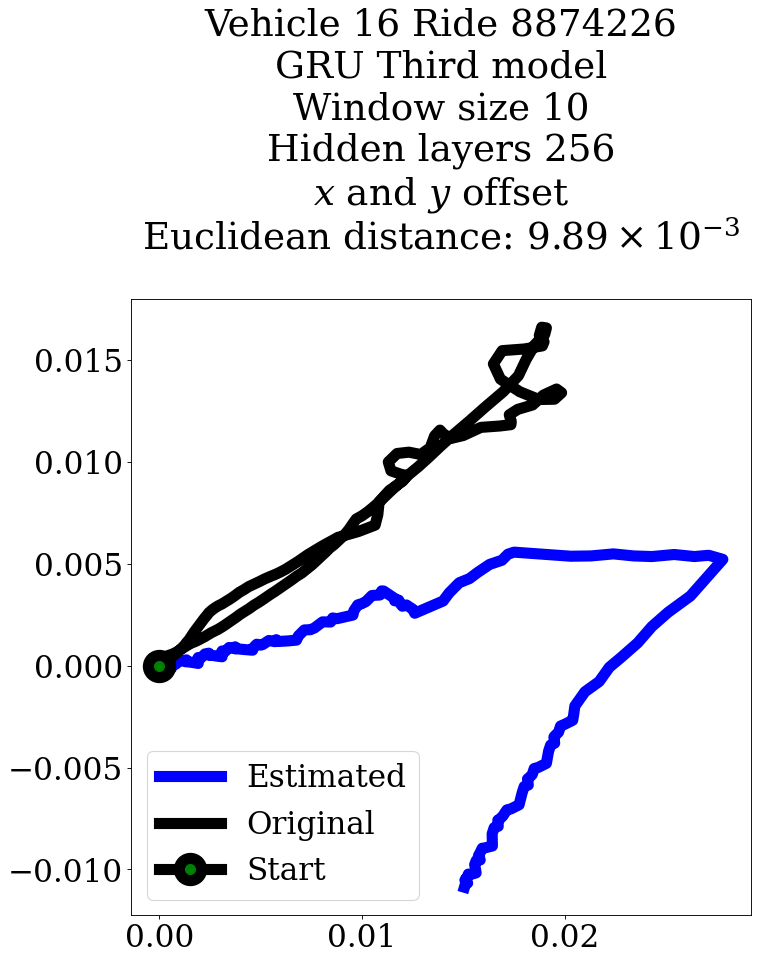 Vehicle 16 Ride 8874226
GRU Third model
Window size 10
Hidden layers 256
x and y offset
Euclidean distance: 9.89 × 10⁻³
0.015
0.010
0.005
0.000
−0.005
−0.010
Estimated
Original
Start
0.00 0.01 0.02